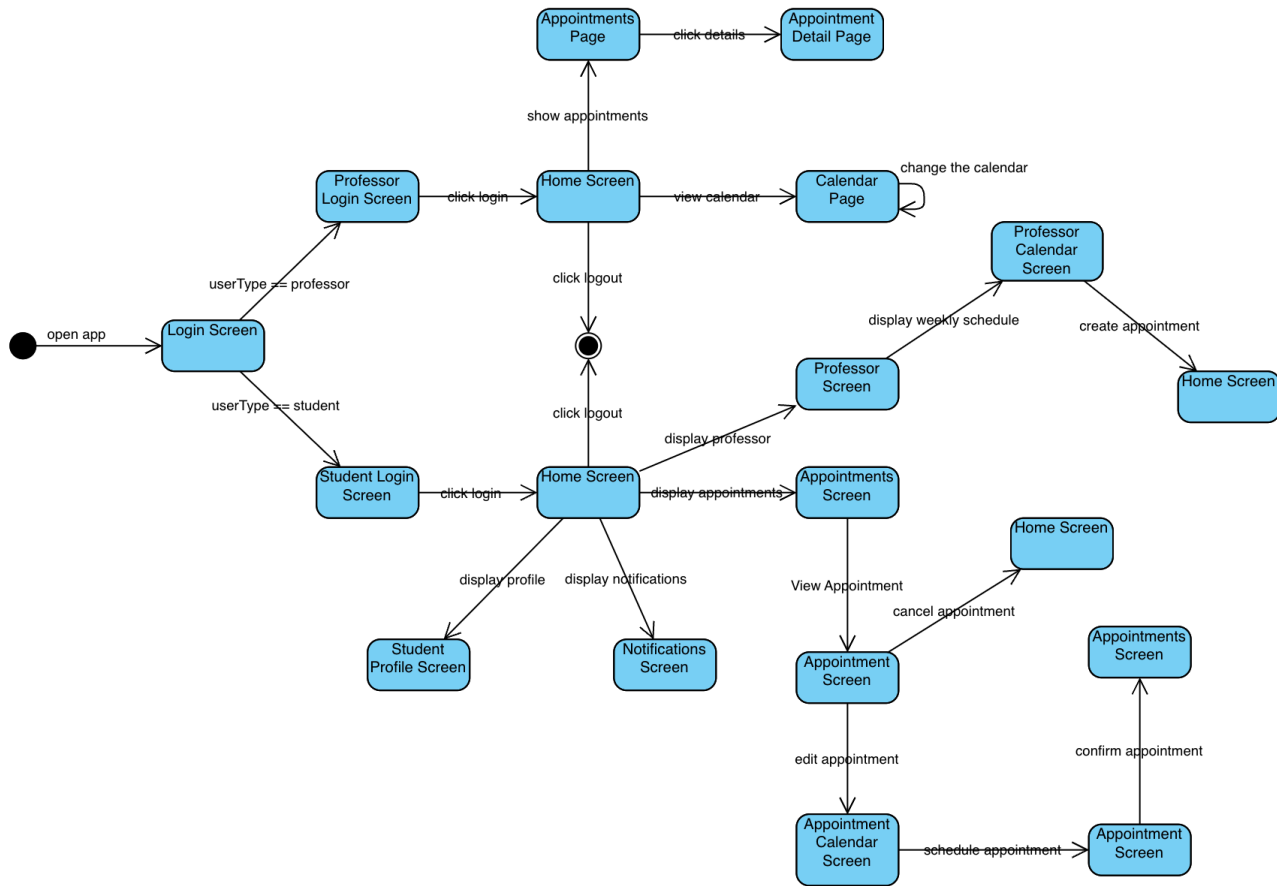 Appointments
Page
click details
Appointment
Detail Page
show appointments
Professor
Login Screen
click login
Home Screen
view calendar
Calendar
Page
change the calendar
Professor
Calendar
Screen
userType == professor
click logout
display weekly schedule
create appointment
open app
Login Screen
Professor
Screen
Home Screen
userType == student
click logout
display professor
Student Login
Screen
click login
Home Screen
display appointments
Appointments
Screen
Home Screen
display profile
display notifications
View Appointment
cancel appointment
Student
Profile Screen
Notifications
Screen
Appointment
Screen
Appointments
Screen
edit appointment
confirm appointment
Appointment
Calendar
Screen
schedule appointment
Appointment
Screen